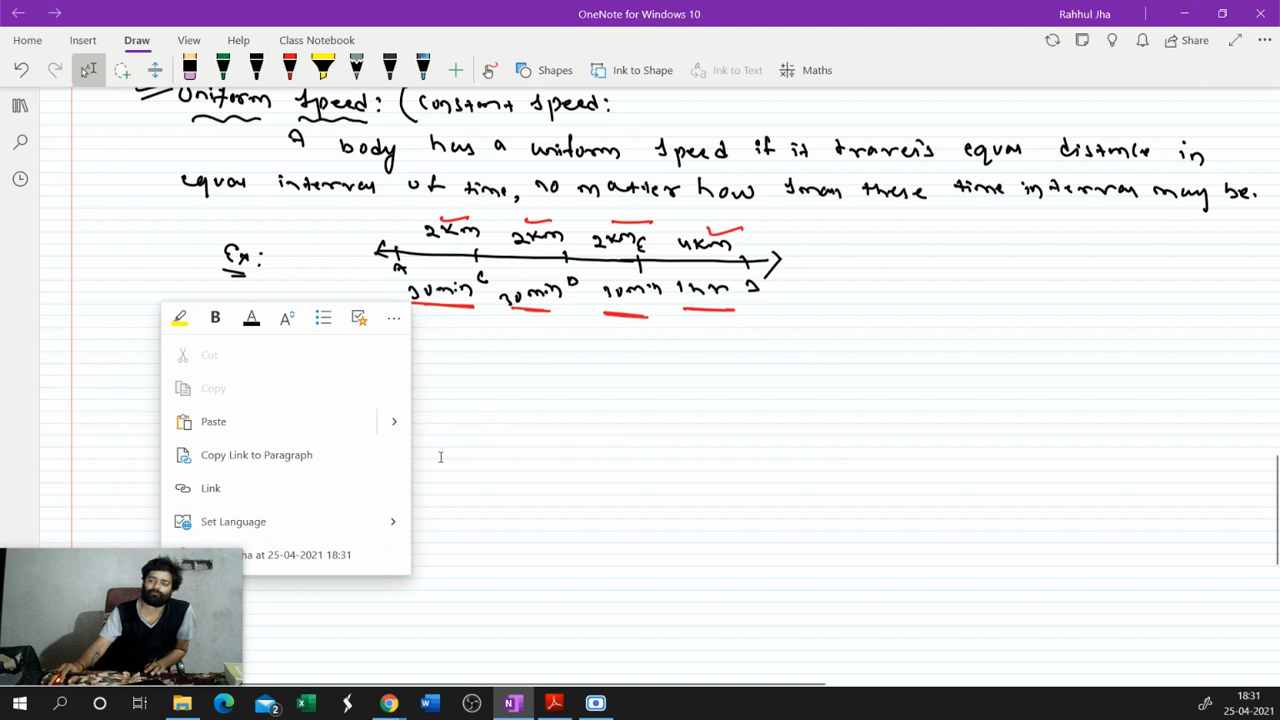 OneNote for Windows 10
Rahhul Jha
Home Insert Draw View Help Class Notebook
Share
Shapes Ink to Shape Ink to Text Maths
Uniform Speed: (Constant Speed:
A body has a uniform speed if it travels equal distance in
equal interval of time, no matter how small these time interval may be.
2km 2km 2km E 4km
Ex:
A 30min C 30min D 30min 1hr B
Cut
Copy
Paste
Copy Link to Paragraph
Link
Set Language
ha at 25-04-2021 18:31
2
18:31
25-04-2021